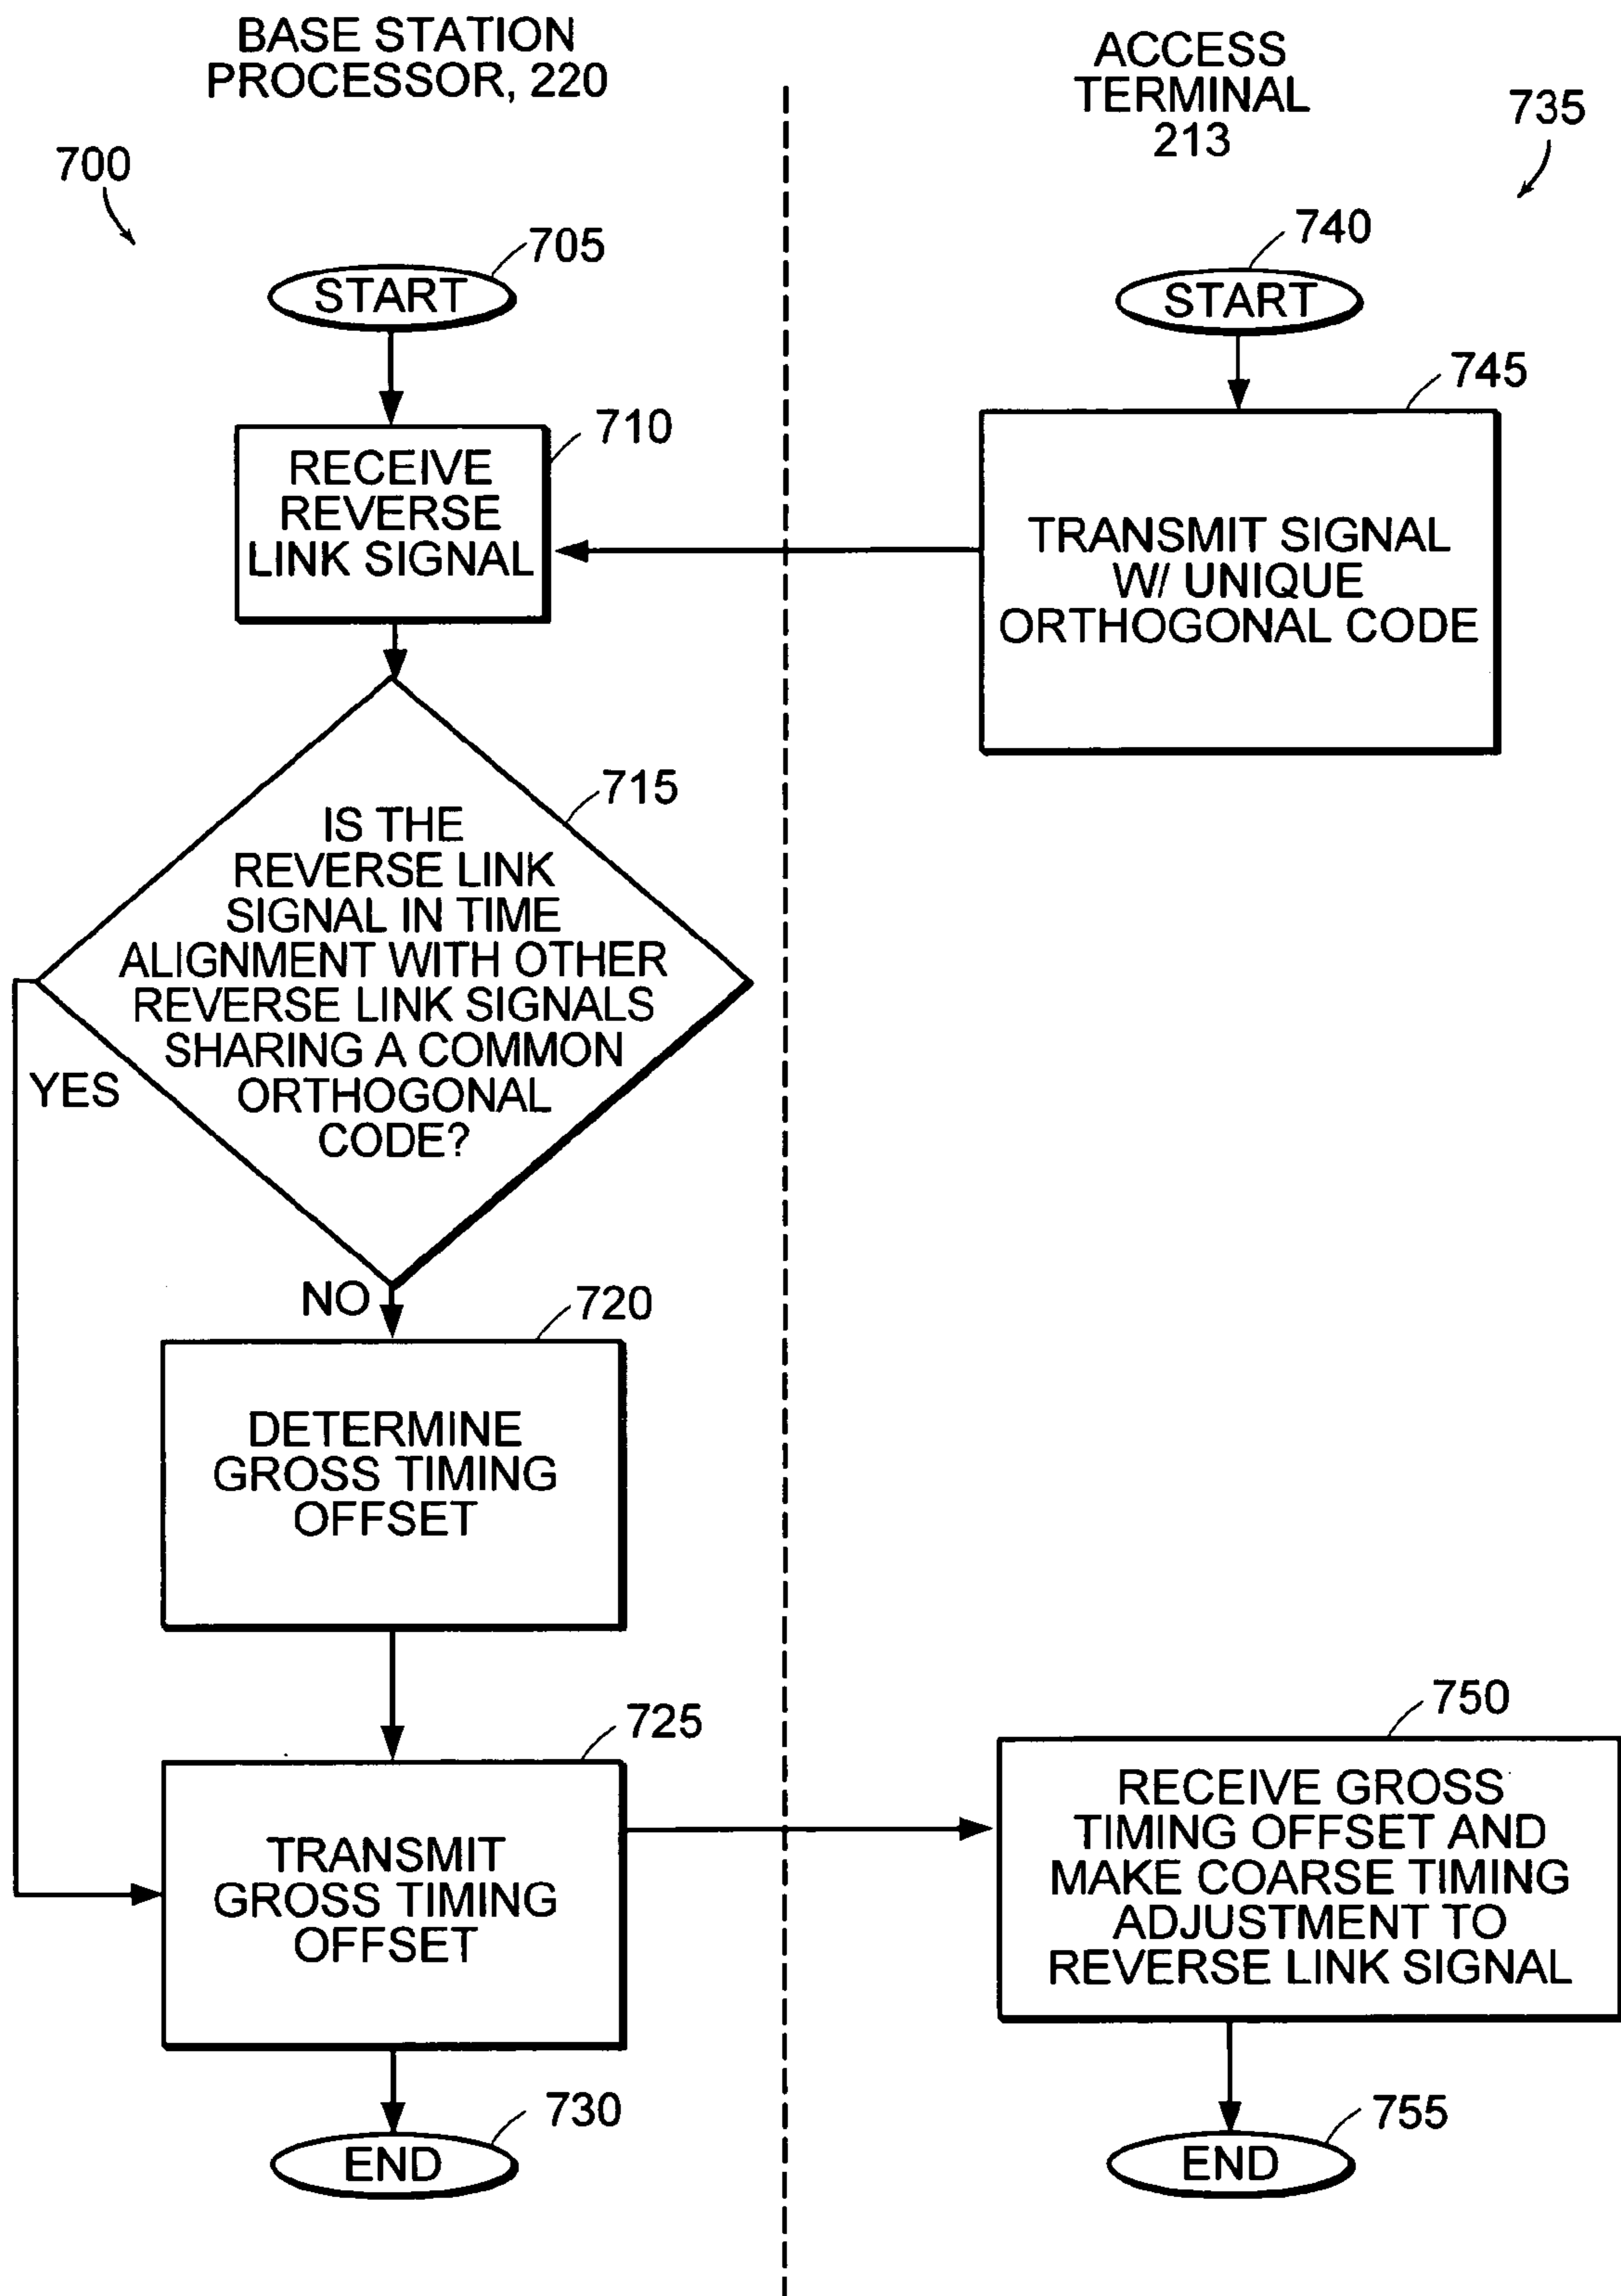 BASE STATION
PROCESSOR, 220
ACCESS
TERMINAL
213
735
700
705
START
740
START
745
710
RECEIVE
REVERSE
LINK SIGNAL
TRANSMIT SIGNAL
W/ UNIQUE
ORTHOGONAL CODE
715
IS THE
REVERSE LINK
SIGNAL IN TIME
ALIGNMENT WITH OTHER
REVERSE LINK SIGNALS
SHARING A COMMON
ORTHOGONAL
CODE?
YES
NO
720
DETERMINE
GROSS TIMING
OFFSET
725
TRANSMIT
GROSS TIMING
OFFSET
750
RECEIVE GROSS
TIMING OFFSET AND
MAKE COARSE TIMING
ADJUSTMENT TO
REVERSE LINK SIGNAL
730
END
755
END